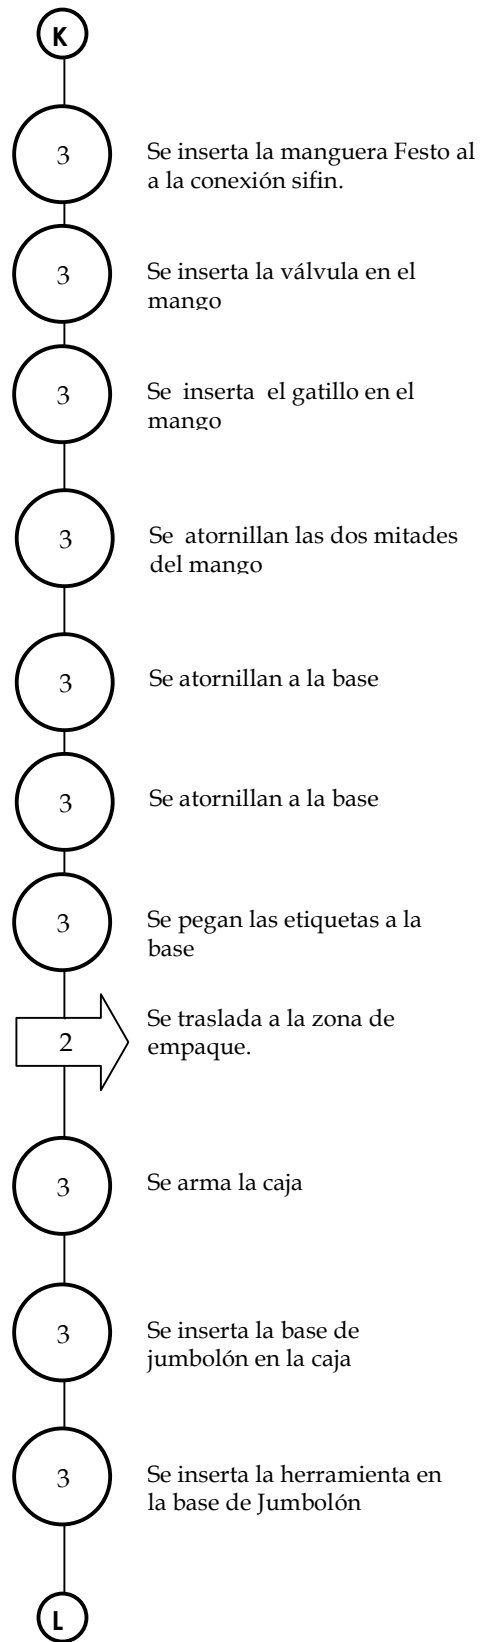 K
3
Se inserta la manguera Festo al
a la conexión sifin.
3
Se inserta la válvula en el
mango
3
Se inserta el gatillo en el
mango
3
Se atornillan las dos mitades
del mango
3
Se atornillan a la base
3
Se atornillan a la base
3
Se pegan las etiquetas a la
base
2
Se traslada a la zona de
empaque.
3
Se arma la caja
3
Se inserta la base de
jumbolón en la caja
3
Se inserta la herramienta en
la base de Jumbolón
L